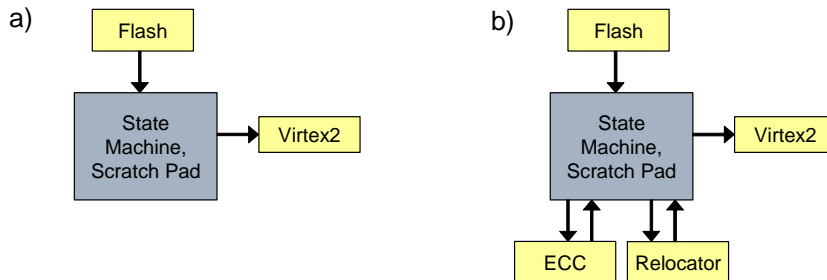 a)
Flash
State
Machine,
Scratch Pad
Virtex2
b)
Flash
State
Machine,
Scratch Pad
Virtex2
ECC
Relocator